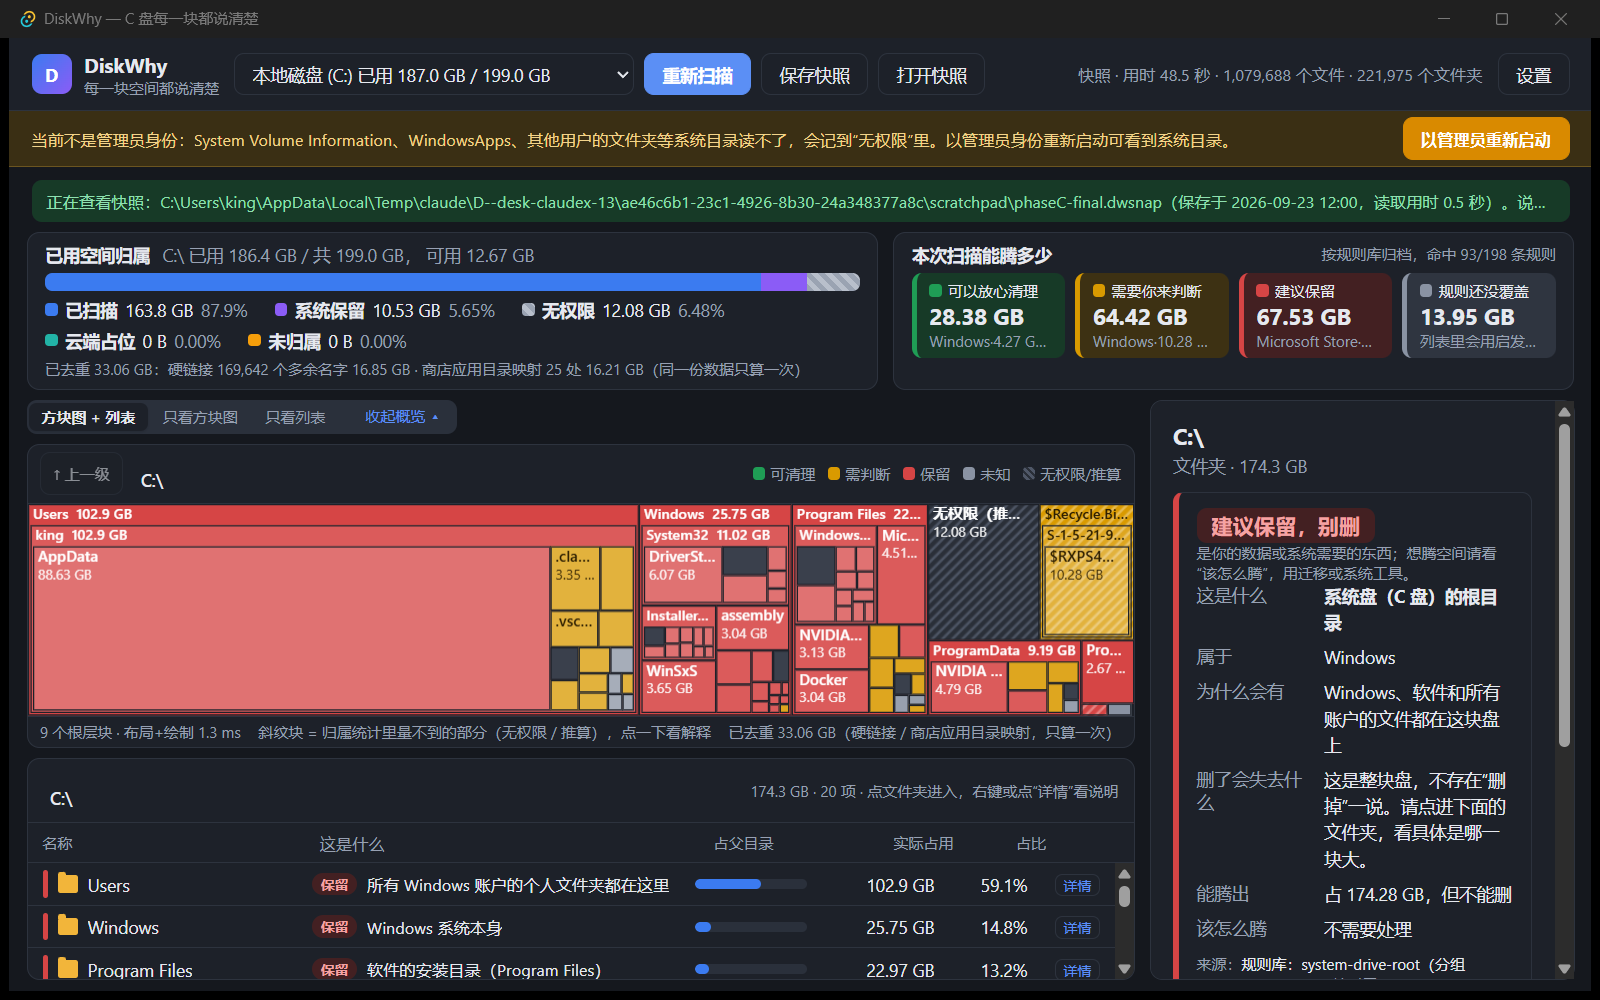 DiskWhy — C 盘每一块都说清楚
D
DiskWhy
每一块空间都说清楚
本地磁盘 (C:) 已用 187.0 GB / 199.0 GB
重新扫描
保存快照
打开快照
快照 · 用时 48.5 秒 · 1,079,688 个文件 · 221,975 个文件夹
设置
当前不是管理员身份：System Volume Information、WindowsApps、其他用户的文件夹等系统目录读不了，会记到“无权限”里。以管理员身份重新启动可看到系统目录。
以管理员重新启动
正在查看快照：C:\Users\king\AppData\Local\Temp\claude\D--desk-claudex-13\ae46c6b1-23c1-4926-8b30-24a348377a8c\scratchpad\phaseC-final.dwsnap（保存于 2026-09-23 12:00，读取用时 0.5 秒）。说...
已用空间归属 C:\ 已用 186.4 GB / 共 199.0 GB， 可用 12.67 GB
已扫描 163.8 GB 87.9%
系统保留 10.53 GB 5.65%
无权限 12.08 GB 6.48%
云端占位 0 B 0.00%
未归属 0 B 0.00%
已去重 33.06 GB：硬链接 169,642 个多余名字 16.85 GB · 商店应用目录映射 25 处 16.21 GB（同一份数据只算一次）
本次扫描能腾多少
按规则库归档，命中 93/198 条规则
可以放心清理
28.38 GB
Windows·4.27 G...
需要你来判断
64.42 GB
Windows·10.28 ...
建议保留
67.53 GB
Microsoft Store·...
规则还没覆盖
13.95 GB
列表里会用启发...
方块图 + 列表
只看方块图
只看列表
收起概览 ▴
↑ 上一级
C:\
可清理
需判断
保留
未知
无权限/推算
Users 102.9 GB
king 102.9 GB
AppData
88.63 GB
.cla...
3.35 ...
.vsc...
Windows 25.75 GB
System32 11.02 GB
DriverSt...
6.07 GB
Installer...
assembly
3.04 GB
WinSxS
3.65 GB
Program Files 22...
Windows...
Mic...
4.51...
NVIDIA...
3.13 GB
Docker
3.04 GB
无权限（推...
12.08 GB
$Recycle.Bi...
S-1-5-21-9...
$RXPS4...
10.28 GB
ProgramData 9.19 GB
NVIDIA ...
4.79 GB
Pro...
2.67 ...
9 个根层块 · 布局+绘制 1.3 ms
斜纹块 = 归属统计里量不到的部分（无权限 / 推算），点一下看解释
已去重 33.06 GB（硬链接 / 商店应用目录映射，只算一次）
C:\
174.3 GB · 20 项 · 点文件夹进入，右键或点“详情”看说明
名称 这是什么 占父目录 实际占用 占比
Users 保留 所有 Windows 账户的个人文件夹都在这里 102.9 GB 59.1% 详情
Windows 保留 Windows 系统本身 25.75 GB 14.8% 详情
Program Files 保留 软件的安装目录（Program Files） 22.97 GB 13.2% 详情
C:\
文件夹 · 174.3 GB
建议保留，别删
是你的数据或系统需要的东西；想腾空间请看
“该怎么腾”，用迁移或系统工具。
这是什么 系统盘（C 盘）的根目
录
属于 Windows
为什么会有 Windows、软件和所有
账户的文件都在这块盘
上
删了会失去什 这是整块盘，不存在“删
么 掉”一说。请点进下面的
文件夹，看具体是哪一
块大。
能腾出 占 174.28 GB，但不能删
该怎么腾 不需要处理
来源：规则库：system-drive-root（分组